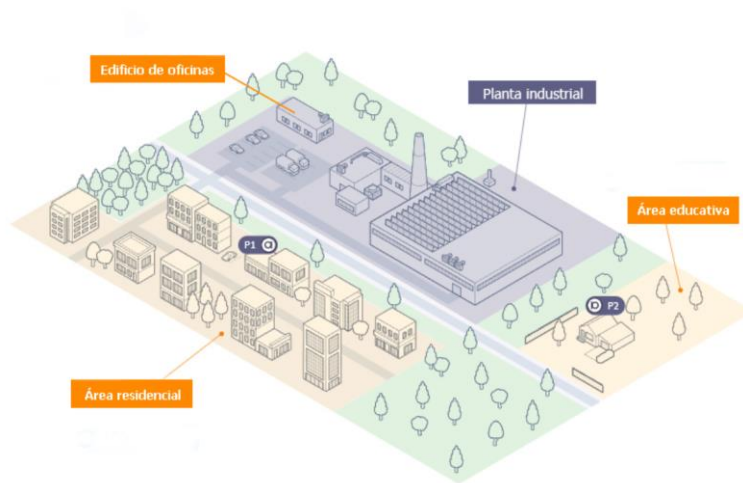 Edificio de oficinas
Planta industrial
Área educativa
P1
P2
Área residencial